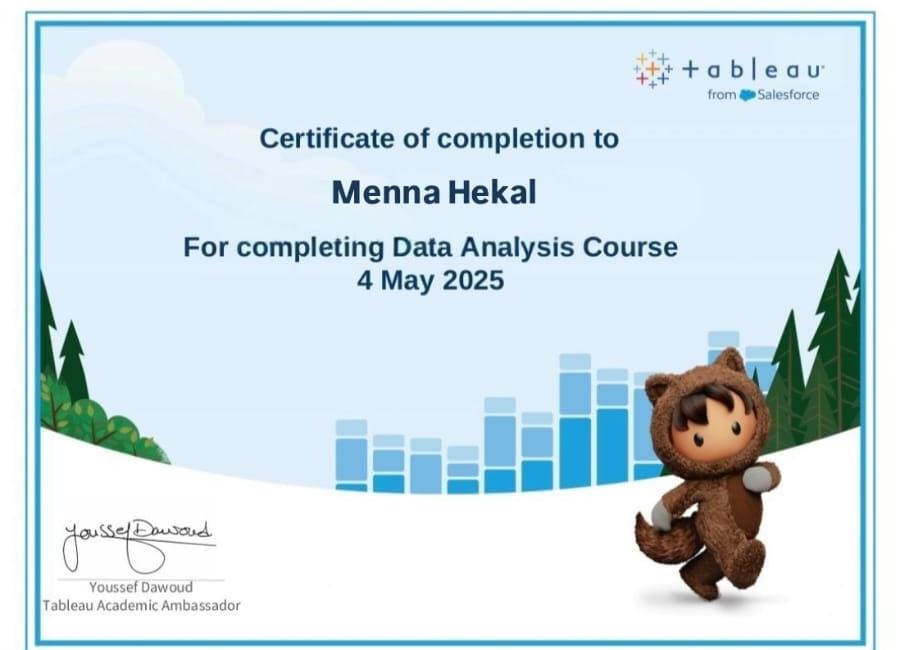 tableau
from Salesforce
Certificate of completion to
Menna Hekal
For completing Data Analysis Course
4 May 2025
Youssef Dawoud
Youssef Dawoud
Tableau Academic Ambassador